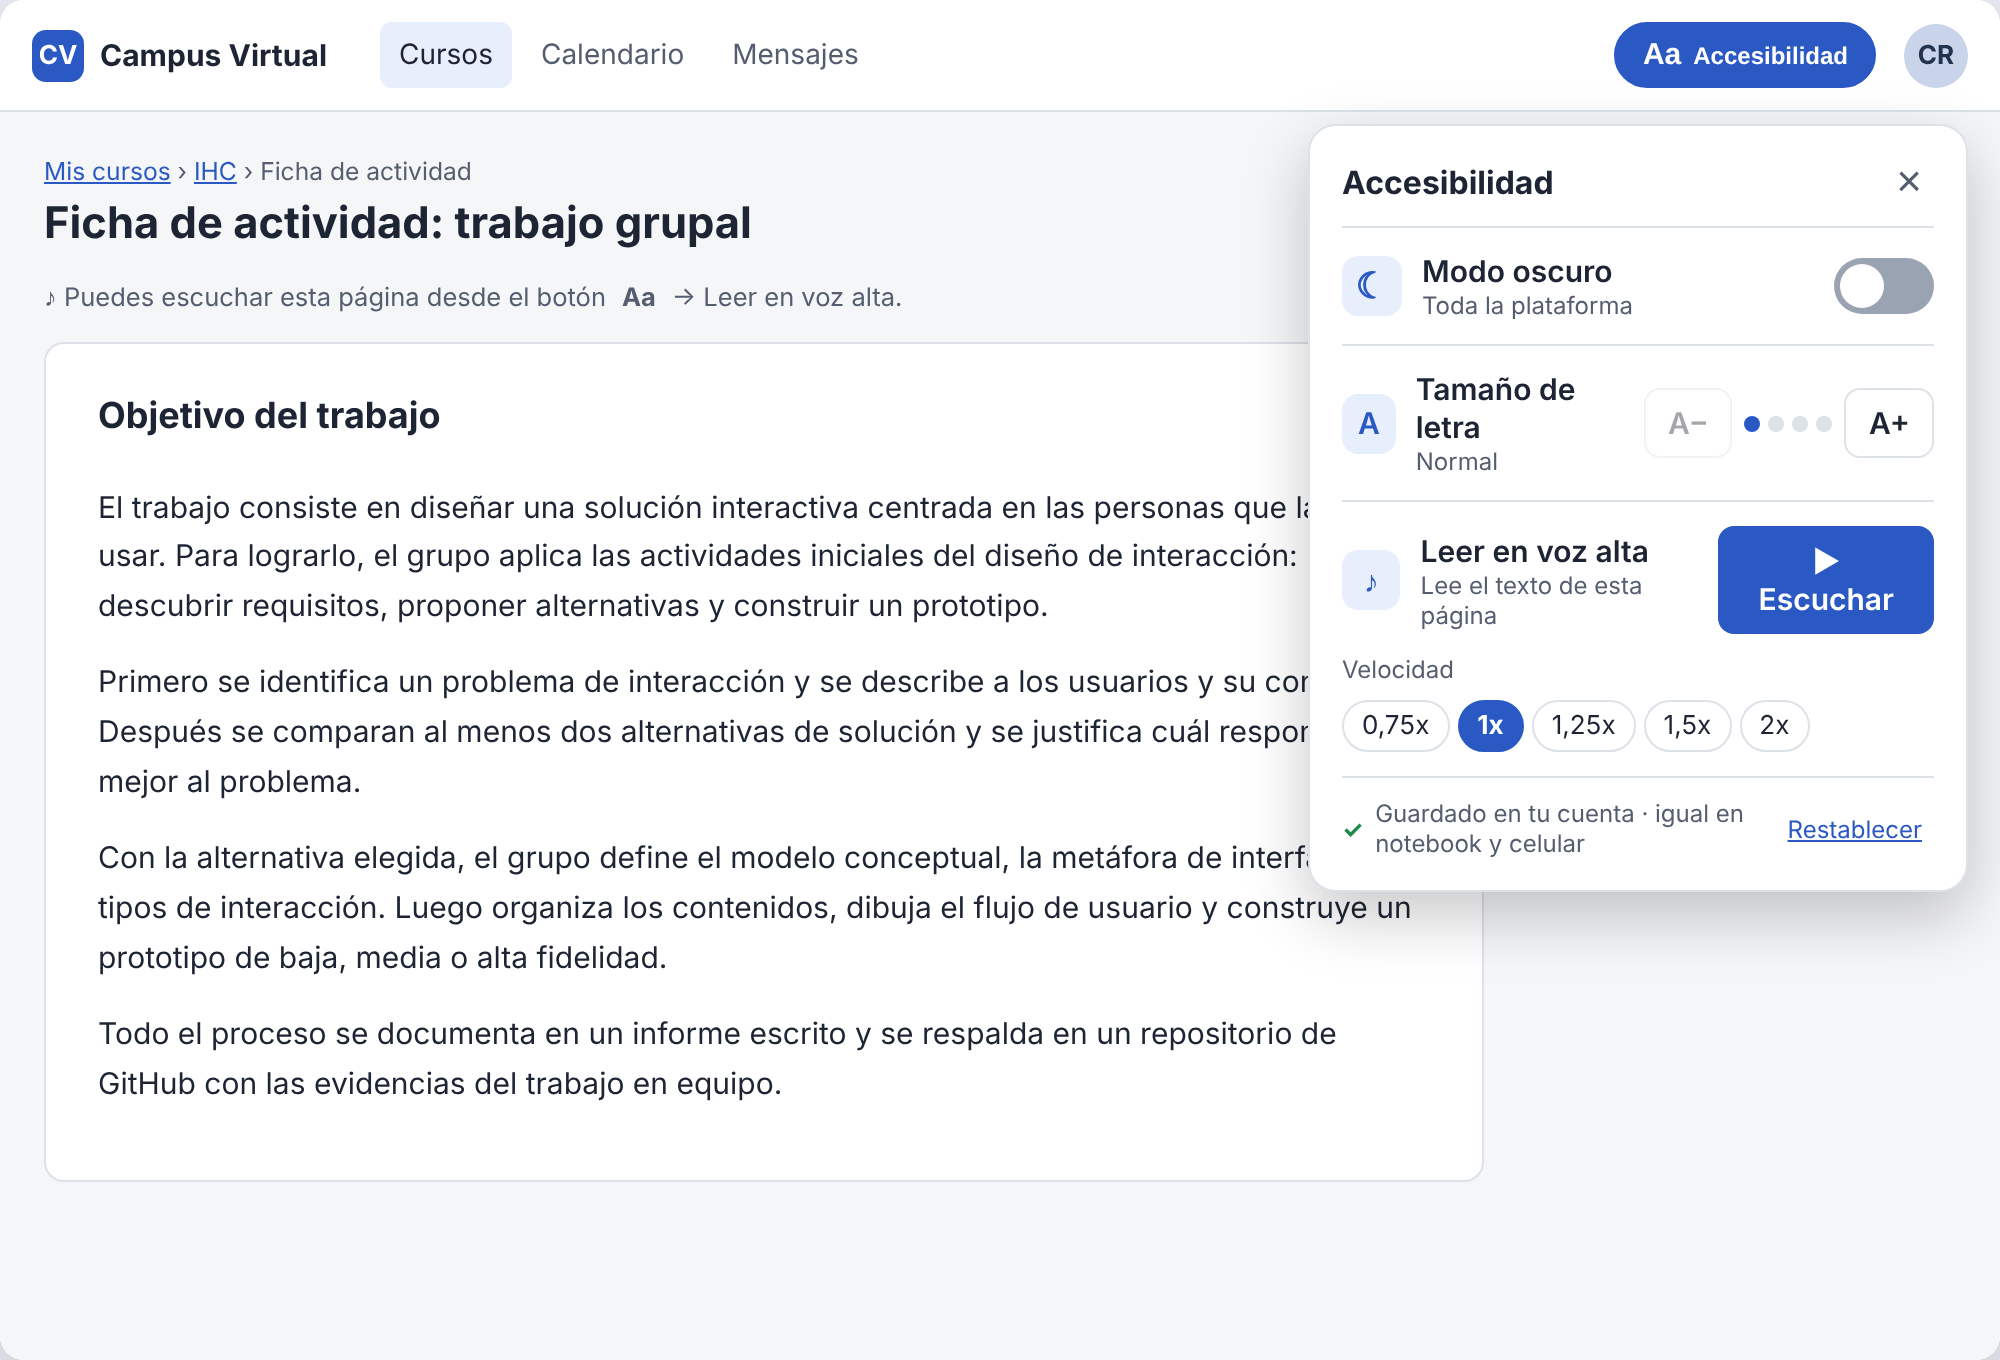 CV Campus Virtual Cursos Calendario Mensajes Aa Accesibilidad CR
Mis cursos › IHC › Ficha de actividad
Ficha de actividad: trabajo grupal
♪ Puedes escuchar esta página desde el botón Aa → Leer en voz alta.
Objetivo del trabajo
El trabajo consiste en diseñar una solución interactiva centrada en las personas que
usar. Para lograrlo, el grupo aplica las actividades iniciales del diseño de interacción:
descubrir requisitos, proponer alternativas y construir un prototipo.
Primero se identifica un problema de interacción y se describe a los usuarios y su
Después se comparan al menos dos alternativas de solución y se justifica cuál
mejor al problema.
Con la alternativa elegida, el grupo define el modelo conceptual, la metáfora de
tipos de interacción. Luego organiza los contenidos, dibuja el flujo de usuario y construye un
prototipo de baja, media o alta fidelidad.
Todo el proceso se documenta en un informe escrito y se respalda en un repositorio de
GitHub con las evidencias del trabajo en equipo.
Accesibilidad ✕
☾ Modo oscuro
Toda la plataforma
A Tamaño de
letra
Normal
A− A+
♪ Leer en voz alta
Lee el texto de esta
página
▶
Escuchar
Velocidad
0,75x 1x 1,25x 1,5x 2x
✓ Guardado en tu cuenta · igual en
notebook y celular
Restablecer